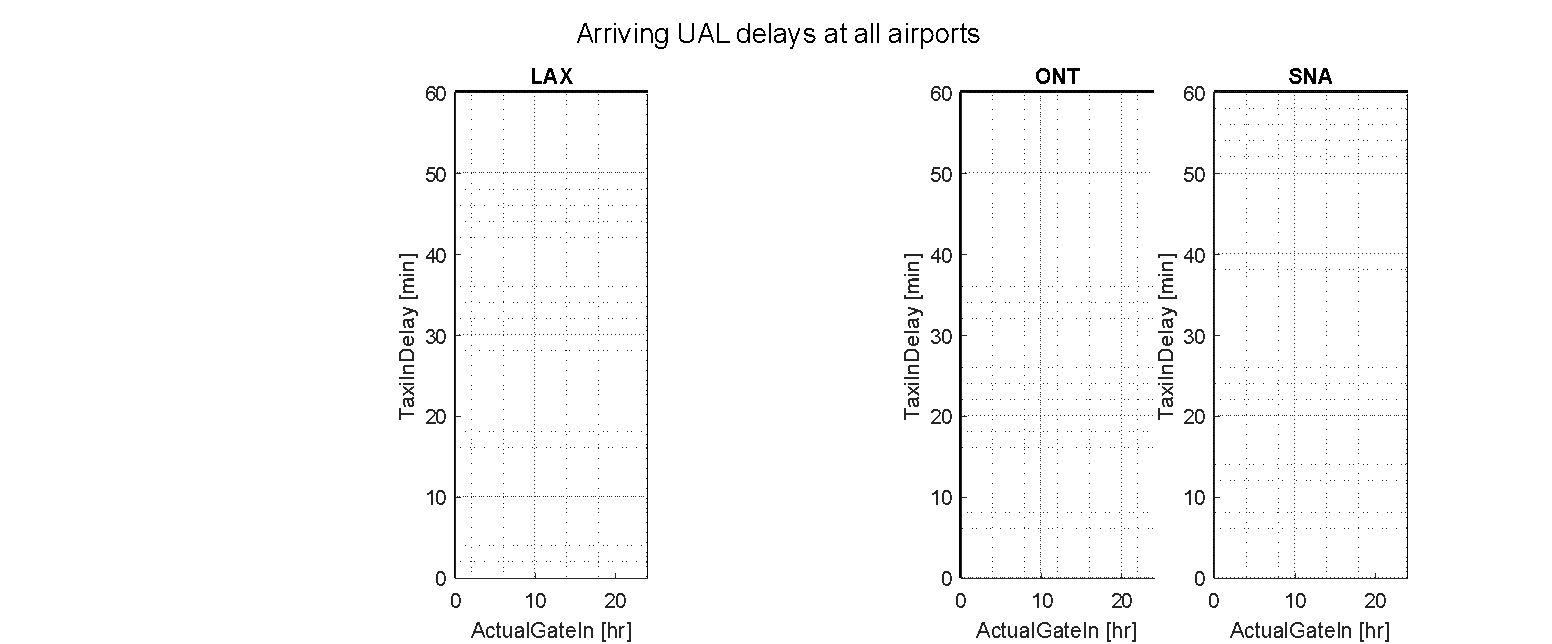 Arriving UAL delays at all airports
LAX
60
50
40
30
20
10
0
TaxiInDelay [min]
0 10 20
ActualGateIn [hr]
ONT
60
50
40
30
20
10
0
TaxiInDelay [min]
0 10 20
ActualGateIn [hr]
SNA
60
50
40
30
20
10
0
TaxiInDelay [min]
0 10 20
ActualGateIn [hr]